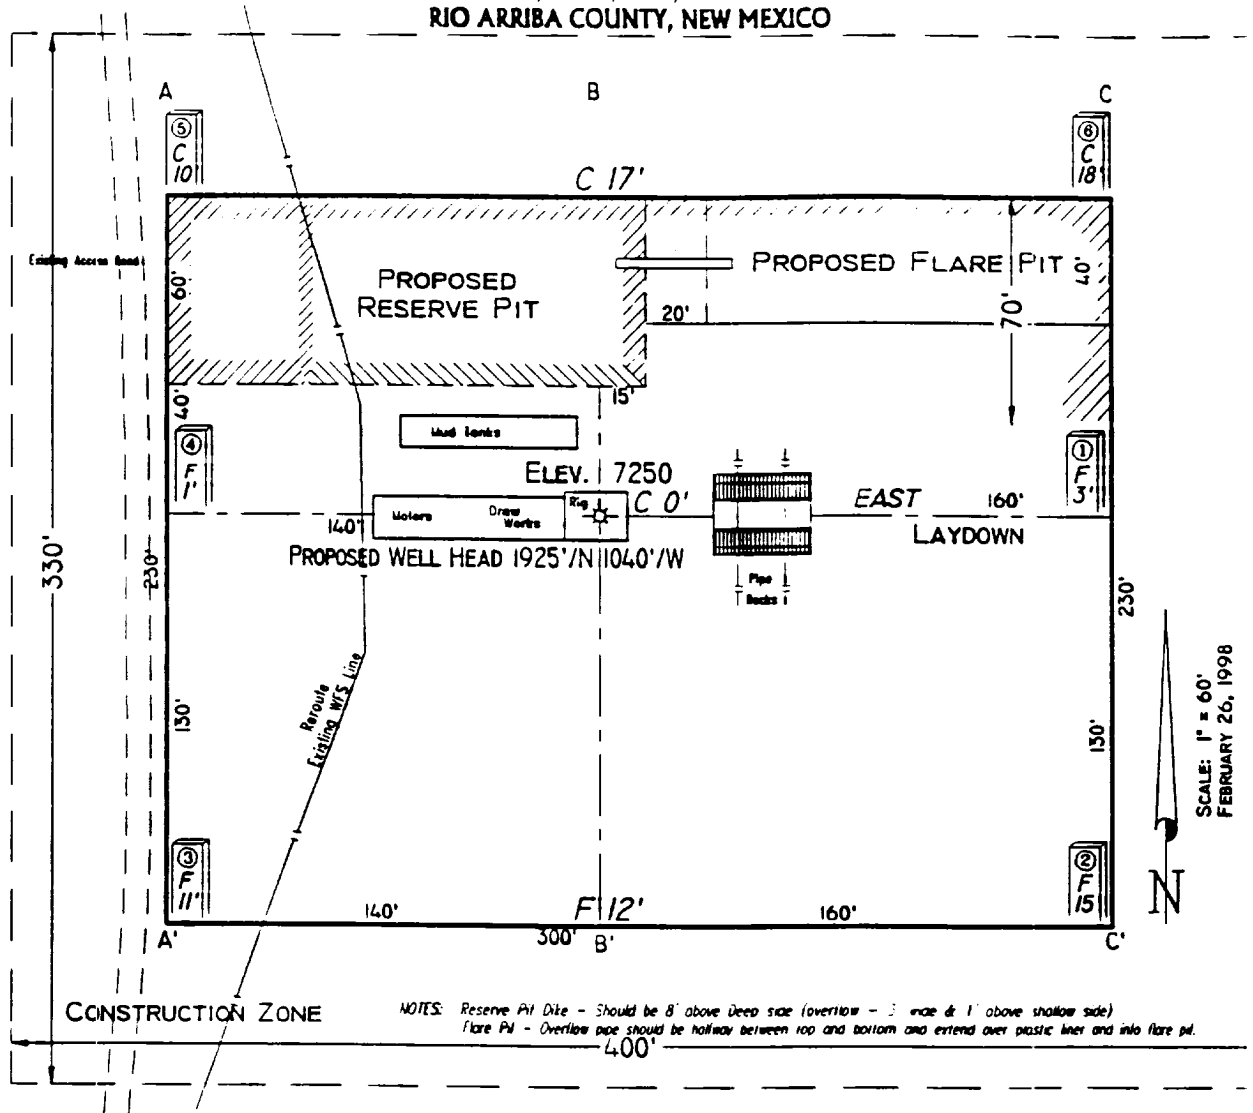 RIO ARRIBA COUNTY, NEW MEXICO
A
B
C
⑤
C
10'
⑥
C
18'
C 17'
Existing Access Road
60'
PROPOSED
RESERVE PIT
PROPOSED FLARE PIT
40'
20'
70'
15'
40'
④
F
1'
Mud Tanks
①
F
3'
ELEV. 7250
Rig
C 0'
Motors
Draw
Works
EAST
160'
140'
LAYDOWN
PROPOSED WELL HEAD 1925'/N 1040'/W
330'
230'
Pipe
Racks
230'
Reroute
Existing WFS Line
130'
130'
SCALE: 1" = 60'
FEBRUARY 26, 1998
③
F
11'
②
F
15
N
140'
F 12'
160'
A'
300'
B'
C'
CONSTRUCTION ZONE
NOTES: Reserve Pit Dike - Should be 8' above Deep side (overflow - 3' & 1' above shallow side)
Flare Pit - Overflow pipe should be halfway between top and bottom and extend over plastic liner and into flare pit.
400'